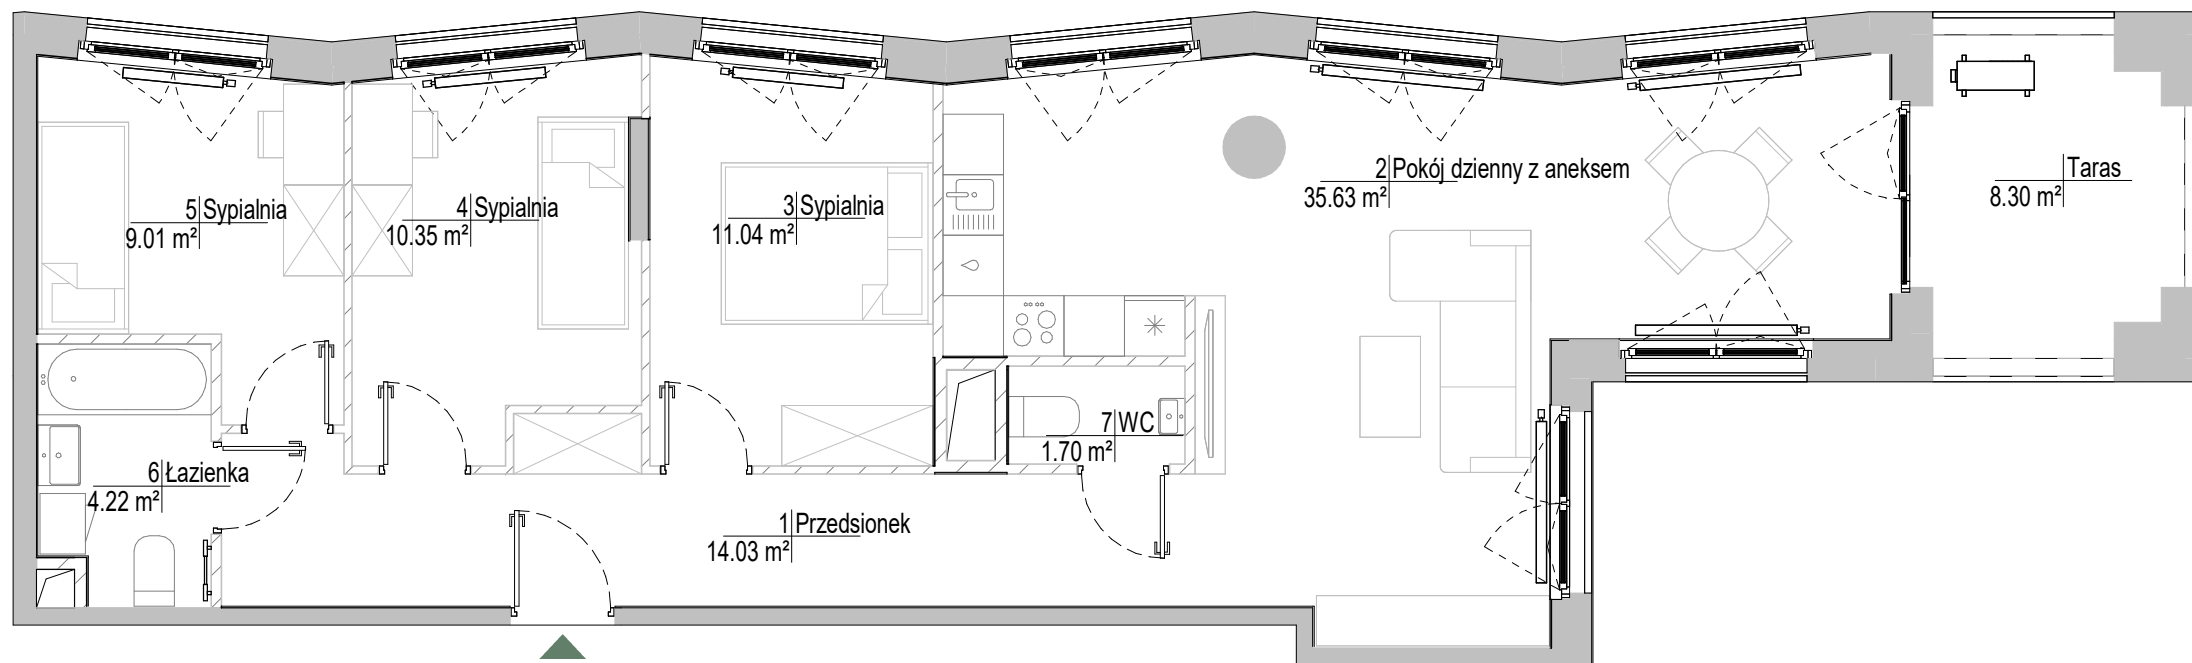 5 Sypialnia
9.01 m²
4 Sypialnia
10.35 m²
3 Sypialnia
11.04 m²
2 Pokój dzienny z aneksem
35.63 m²
Taras
8.30 m²
6 Łazienka
4.22 m²
7 WC
1.70 m²
1 Przedsionek
14.03 m²